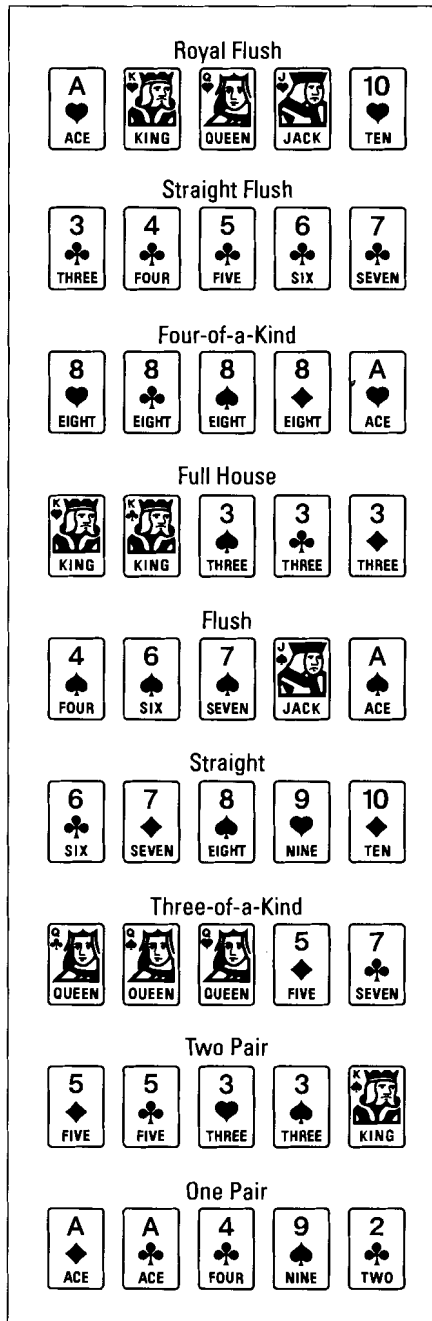 Royal Flush
A K Q J 10
ACE KING QUEEN JACK TEN
Straight Flush
3 4 5 6 7
THREE FOUR FIVE SIX SEVEN
Four-of-a-Kind
8 8 8 8 A
EIGHT EIGHT EIGHT EIGHT ACE
Full House
K K 3 3 3
KING KING THREE THREE THREE
Flush
4 6 7 J A
FOUR SIX SEVEN JACK ACE
Straight
6 7 8 9 10
SIX SEVEN EIGHT NINE TEN
Three-of-a-Kind
Q Q Q 5 7
QUEEN QUEEN QUEEN FIVE SEVEN
Two Pair
5 5 3 3 K
FIVE FIVE THREE THREE KING
One Pair
A A 4 9 2
ACE ACE FOUR NINE TWO